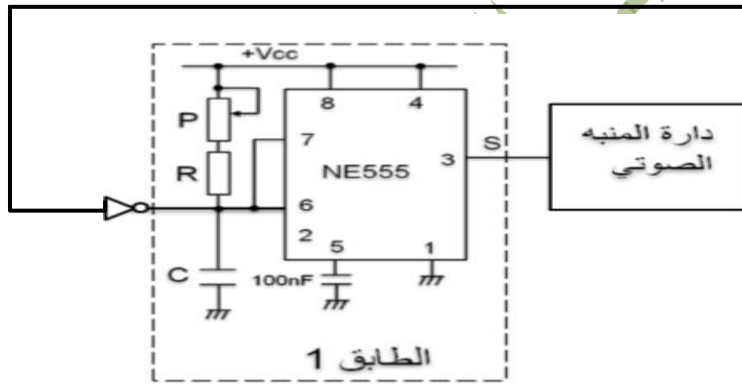 +Vcc
P
R
C
8
4
7
NE555
3
S
6
2
5
1
100nF
دارة المنبه
الصوتي
الطابق 1